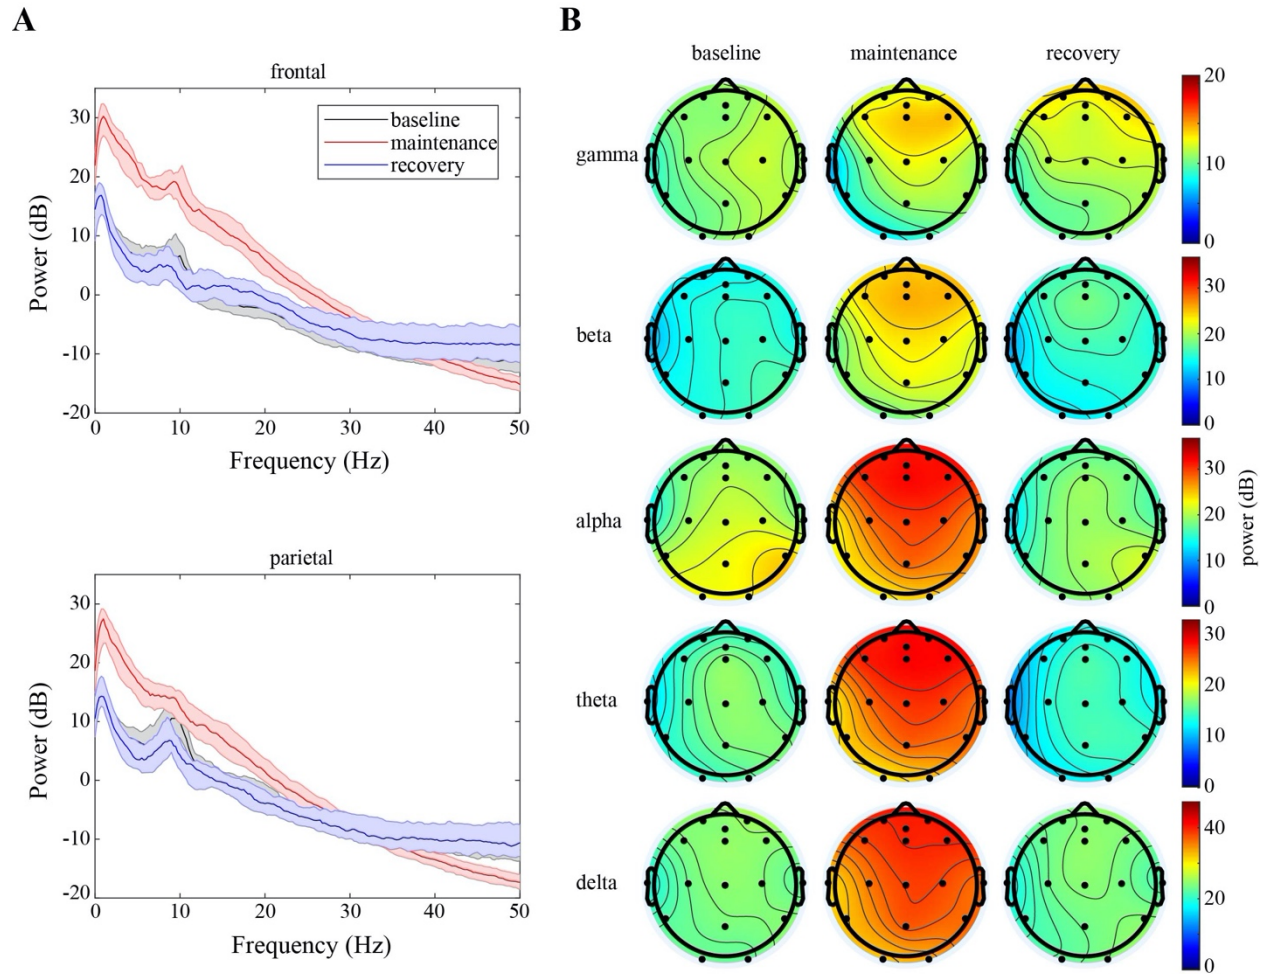 A
B
frontal
Power (dB)
30
20
10
0
-10
-20
baseline
maintenance
recovery
0 10 20 30 40 50
Frequency (Hz)
parietal
Power (dB)
30
20
10
0
-10
-20
0 10 20 30 40 50
Frequency (Hz)
baseline maintenance recovery
gamma
20
10
0
beta
30
20
10
0
alpha
30
20
10
0
power (dB)
theta
30
20
10
0
delta
40
30
20
0